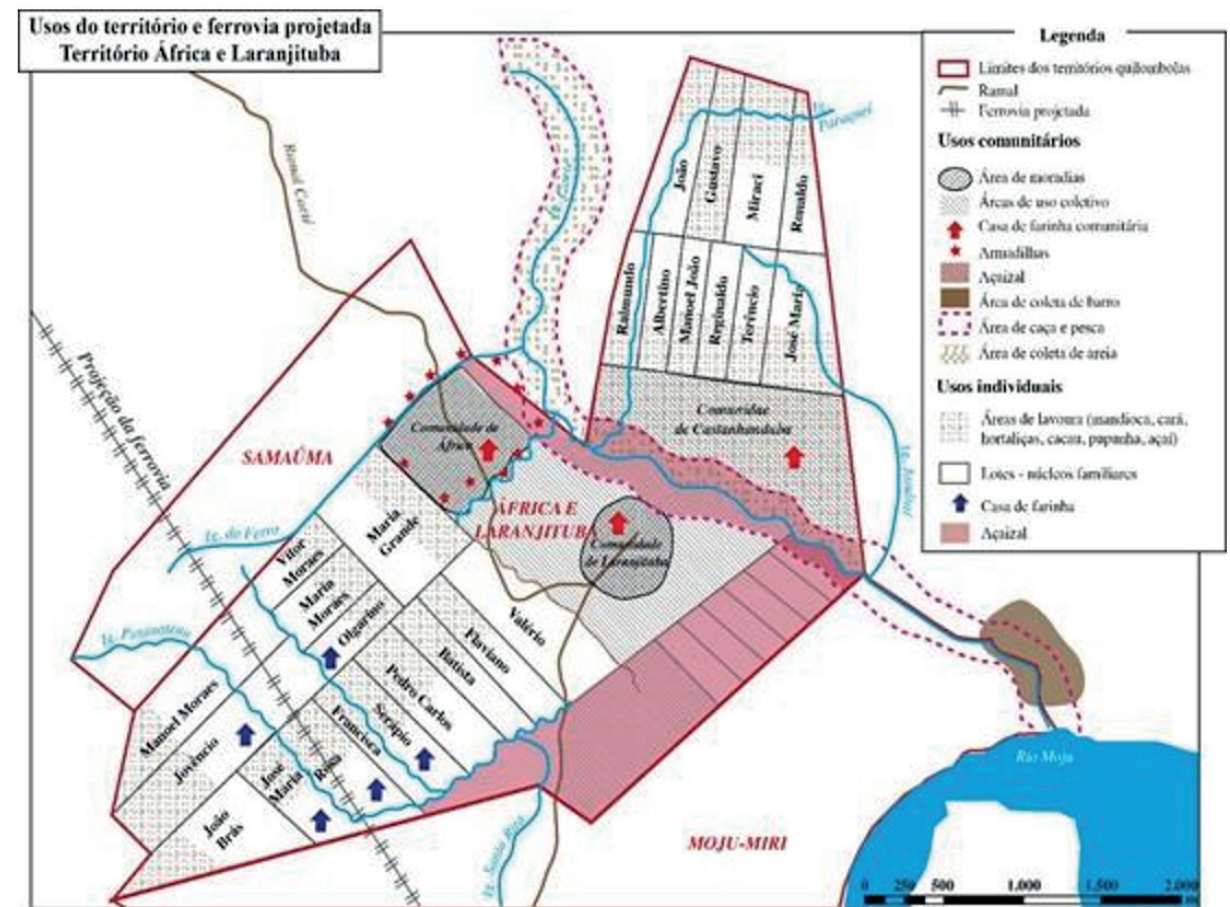 Usos do território e ferrovia projetada
Território África e Laranjituba
Legenda
Limites dos territórios quilombolas
Ramal
Ferrovia projetada
Usos comunitários
Área de moradias
Áreas de uso coletivo
Casa de farinha comunitária
Armadilhas
Açaizal
Área de coleta de barro
Área de caça e pesca
Área de coleta de areia
Usos individuais
Áreas de lavoura (mandioca, cará,
hortaliças, cacau, pupunha, açaí)
Lotes - núcleos familiares
Casa de farinha
Açaizal
Ramal
Projeção da ferrovia
SAMAÚMA
Ig.
João
Gustavo
Miraci
Ronaldo
Raimundo
Albertino
Manoel João
Reginaldo
Terêncio
José Maria
Comunidade de
África
Comunidae
de Castanhanduba
ÁFRICA E
LARANJITUBA
Comunidade
de Laranjituba
Maria
Grande
Ig. do Ferro
Vitor
Moraes
Maria
Moraes
Olgarino
Valério
Flaviano
Batista
Pedro Carlos
Serapio
Francisca
Rosa
José
Maria
João
Brás
Manoel Moraes
Jovêncio
Ig. Santa Rita
MOJU-MIRI
Rio Moju
0 250 500 1.000 1.500 2.000